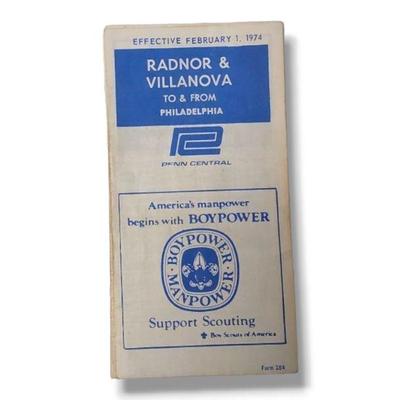 EFFECTIVE FEBRUARY 1, 1974
RADNOR &
VILLANOVA
TO & FROM
PHILADELPHIA
PENN CENTRAL
America's manpower
begins with BOYPOWER
BOYPOWER
MANPOWER
Support Scouting
Boy Scouts of America
Form 284